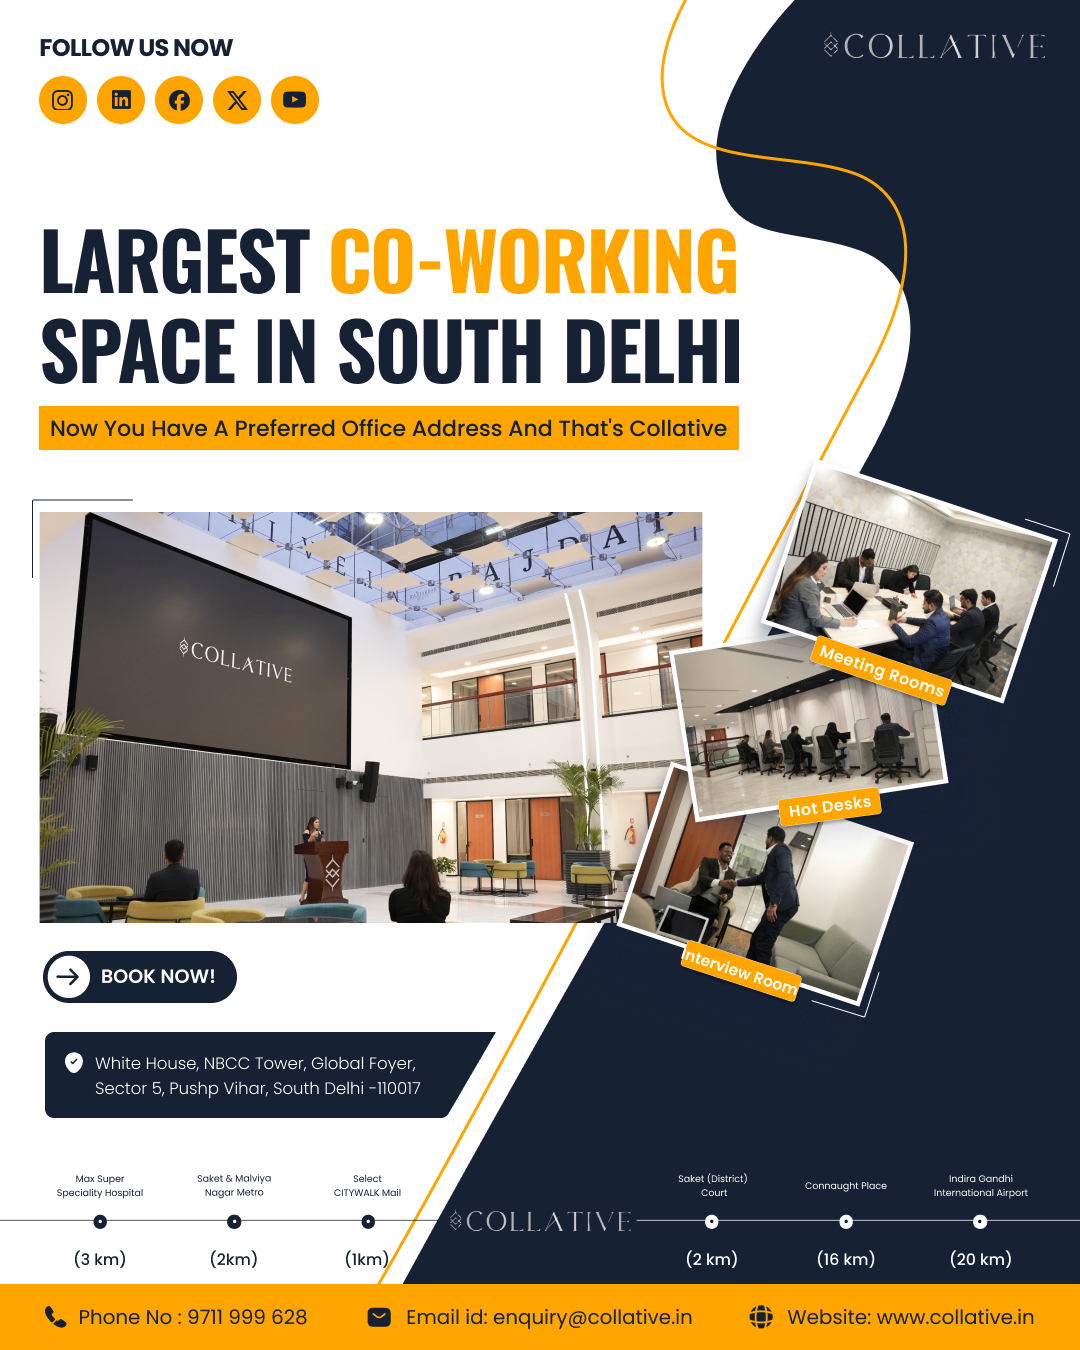 FOLLOW US NOW
COLLATIVE
LARGEST CO-WORKING
SPACE IN SOUTH DELHI
Now You Have A Preferred Office Address And That's Collative
COLLATIVE
Meeting Rooms
Hot Desks
nterview Room
BOOK NOW!
White House, NBCC Tower, Global Foyer,
Sector 5, Pushp Vihar, South Delhi -110017
Max Super
Speciality Hospital
(3 km)
Saket & Malviya
Nagar Metro
(2km)
Select
CITYWALK Mail
(1km)
COLLATIVE
Saket (District)
Court
(2 km)
Connaught Place
(16 km)
Indira Gandhi
International Airport
(20 km)
Phone No : 9711 999 628
Email id: enquiry@collative.in
Website: www.collative.in